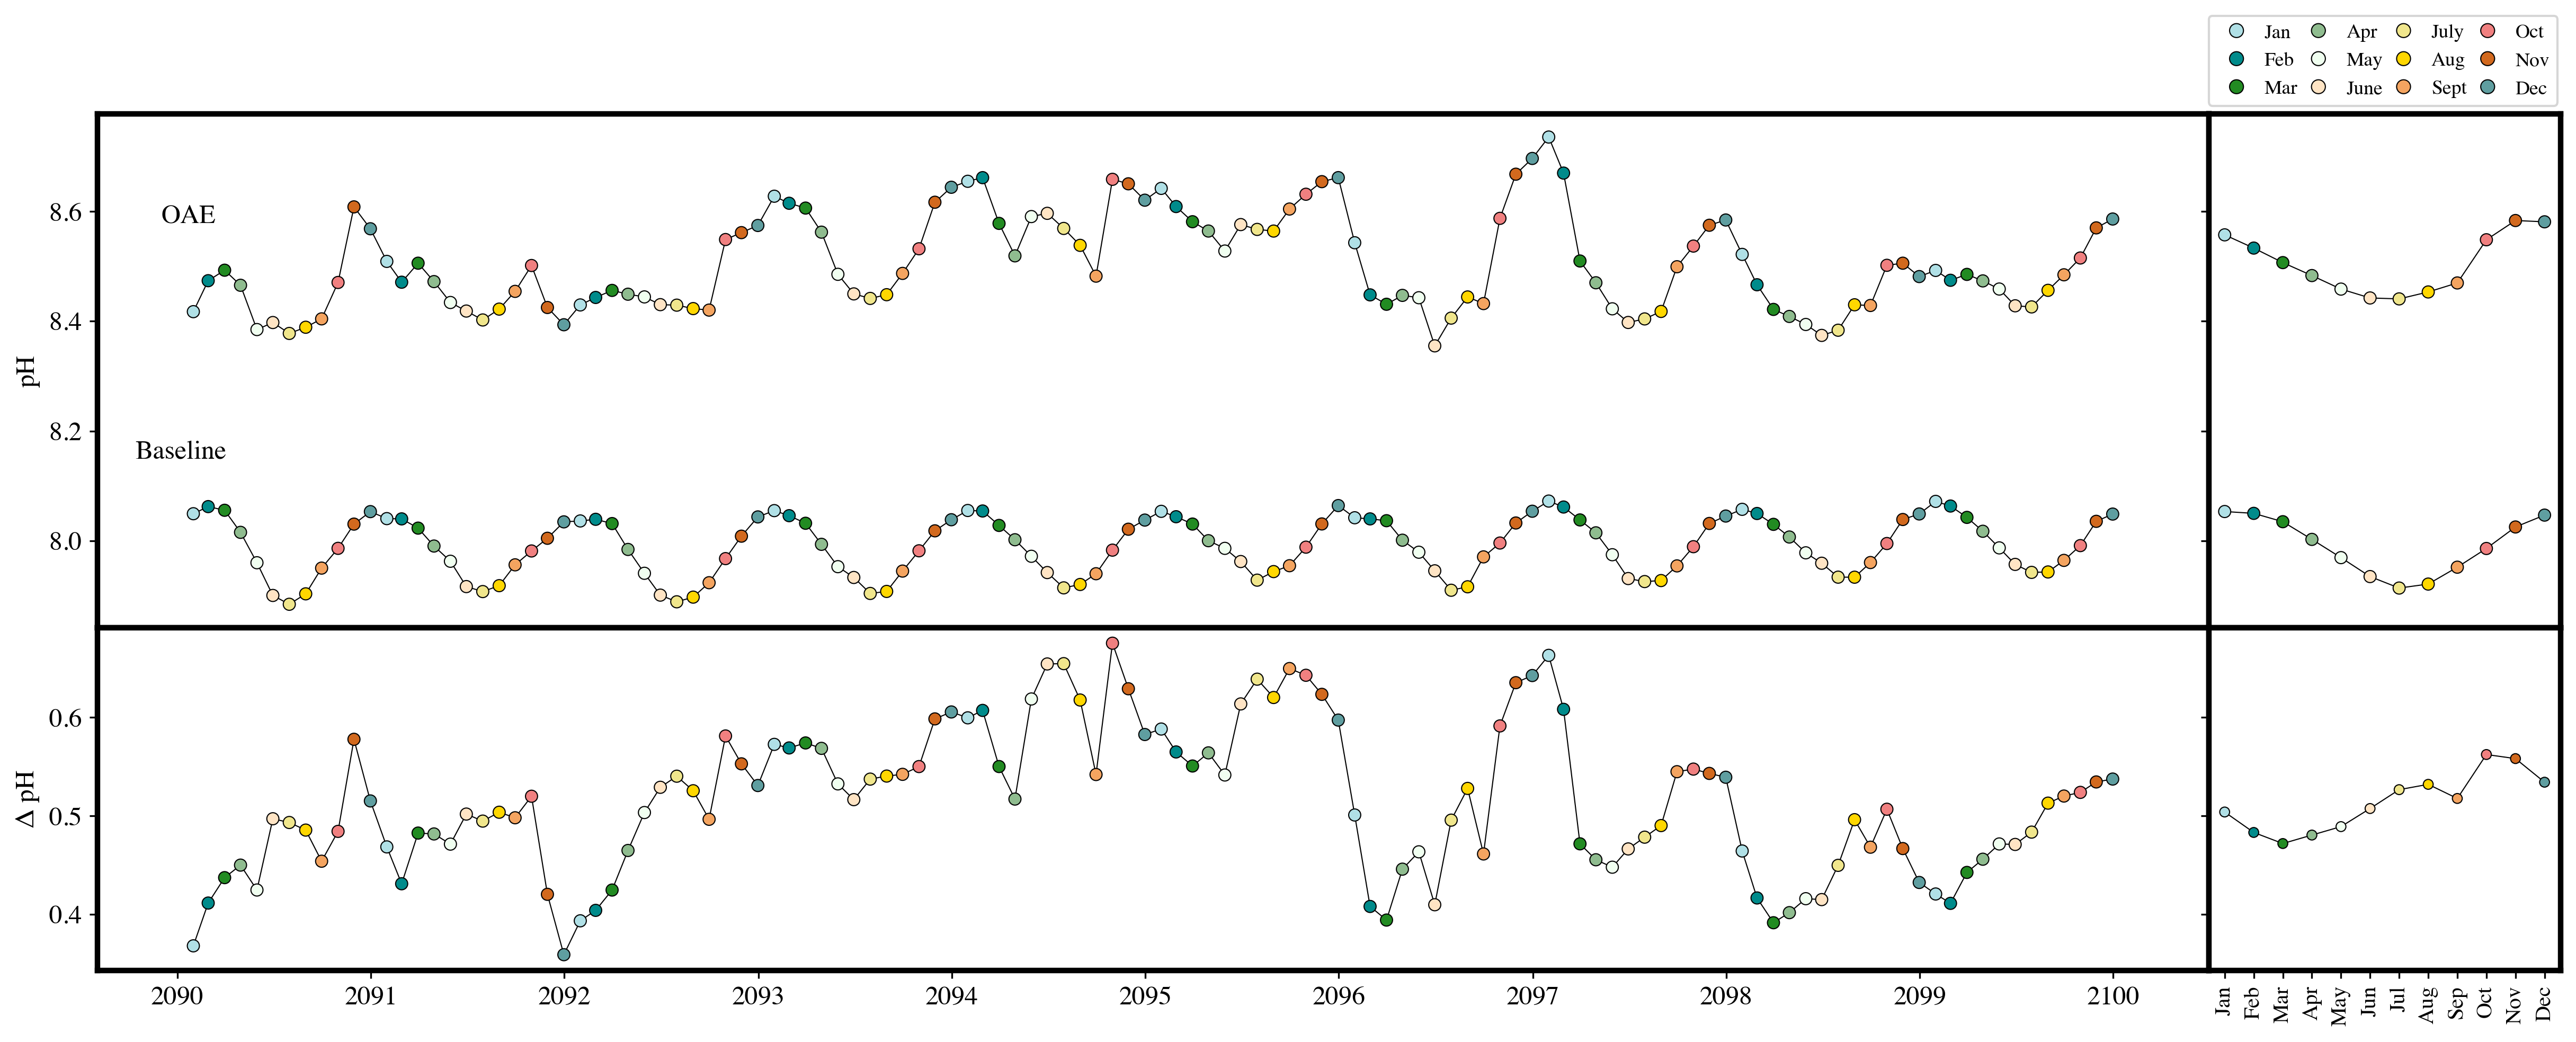 Jan Apr July Oct
Feb May Aug Nov
Mar June Sept Dec
OAE
8.6
8.4
pH
8.2
Baseline
8.0
0.6
Δ pH
0.5
0.4
2090 2091 2092 2093 2094 2095 2096 2097 2098 2099 2100
Jan Feb Mar Apr May Jun Jul Aug Sep Oct Nov Dec